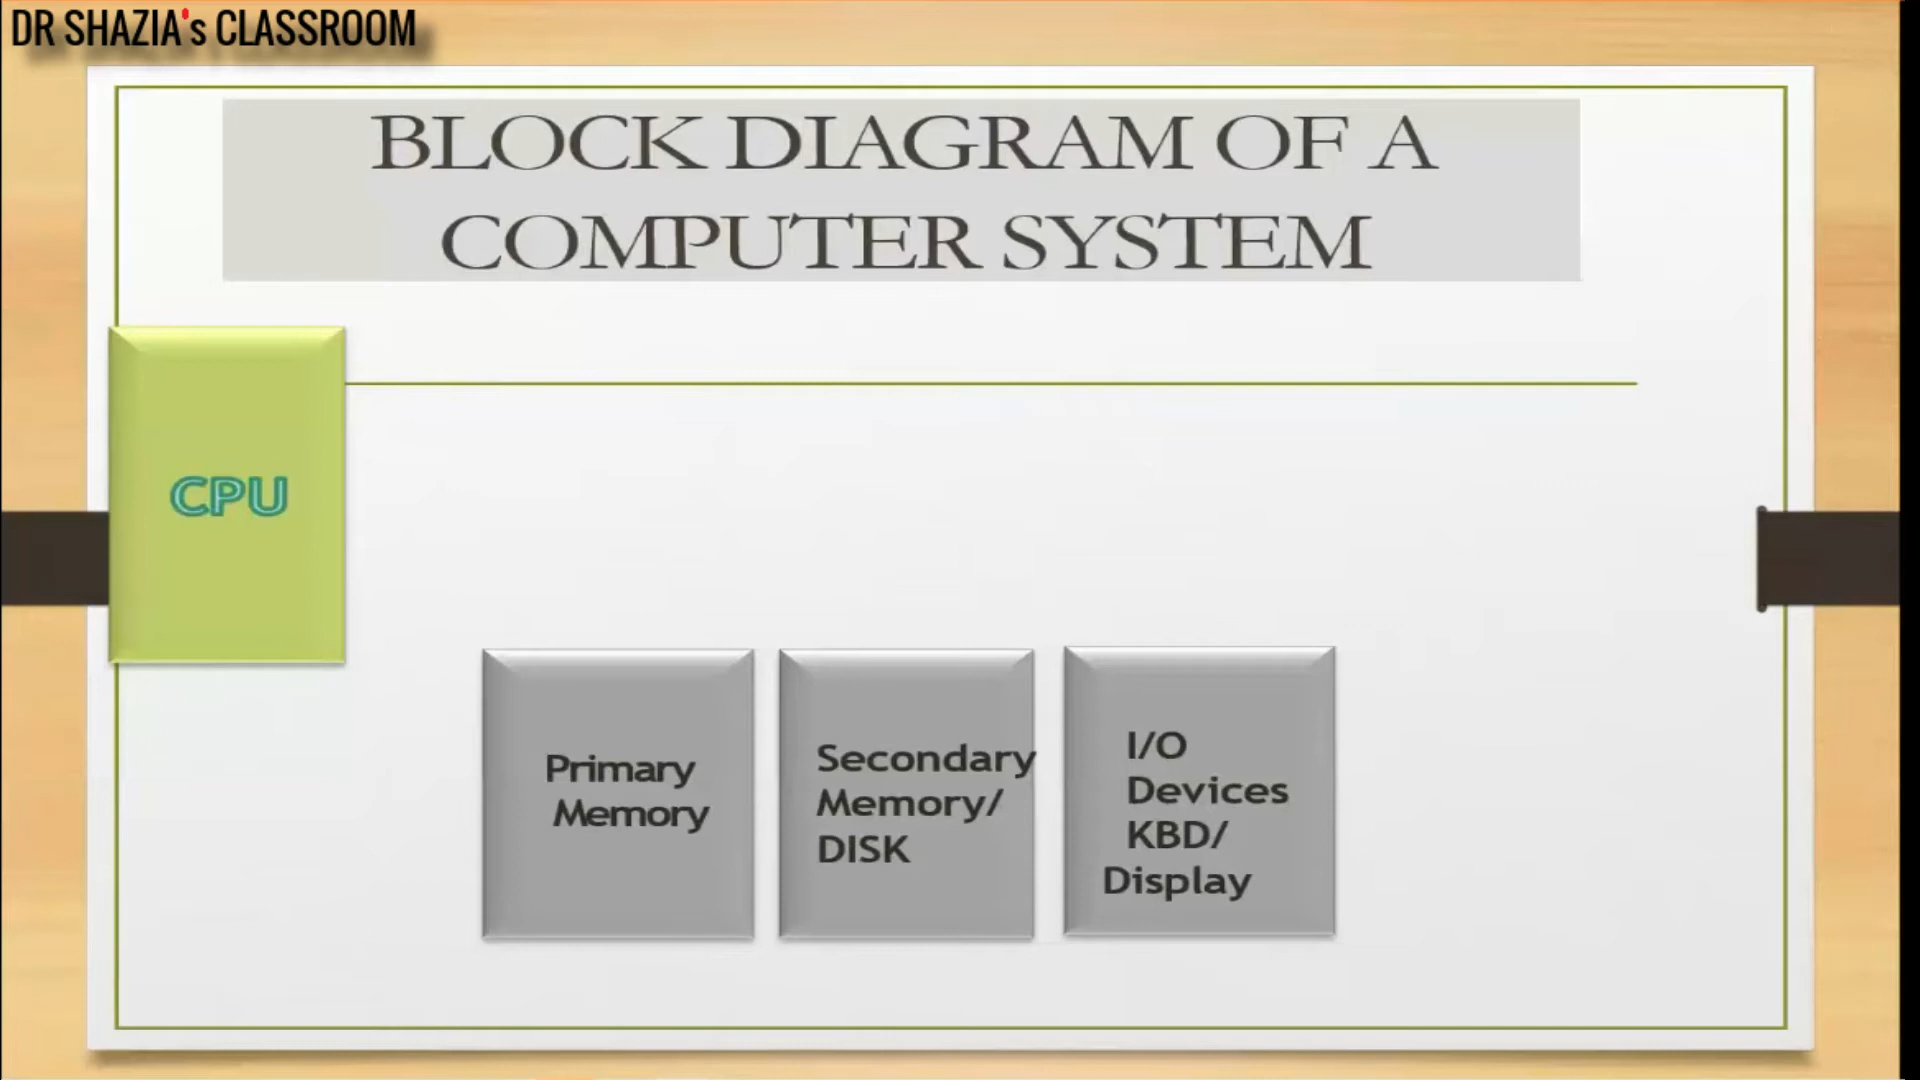 DR SHAZIA's CLASSROOM
BLOCK DIAGRAM OF A
COMPUTER SYSTEM
CPU
Primary
Memory
Secondary
Memory/
DISK
I/O
Devices
KBD/
Display